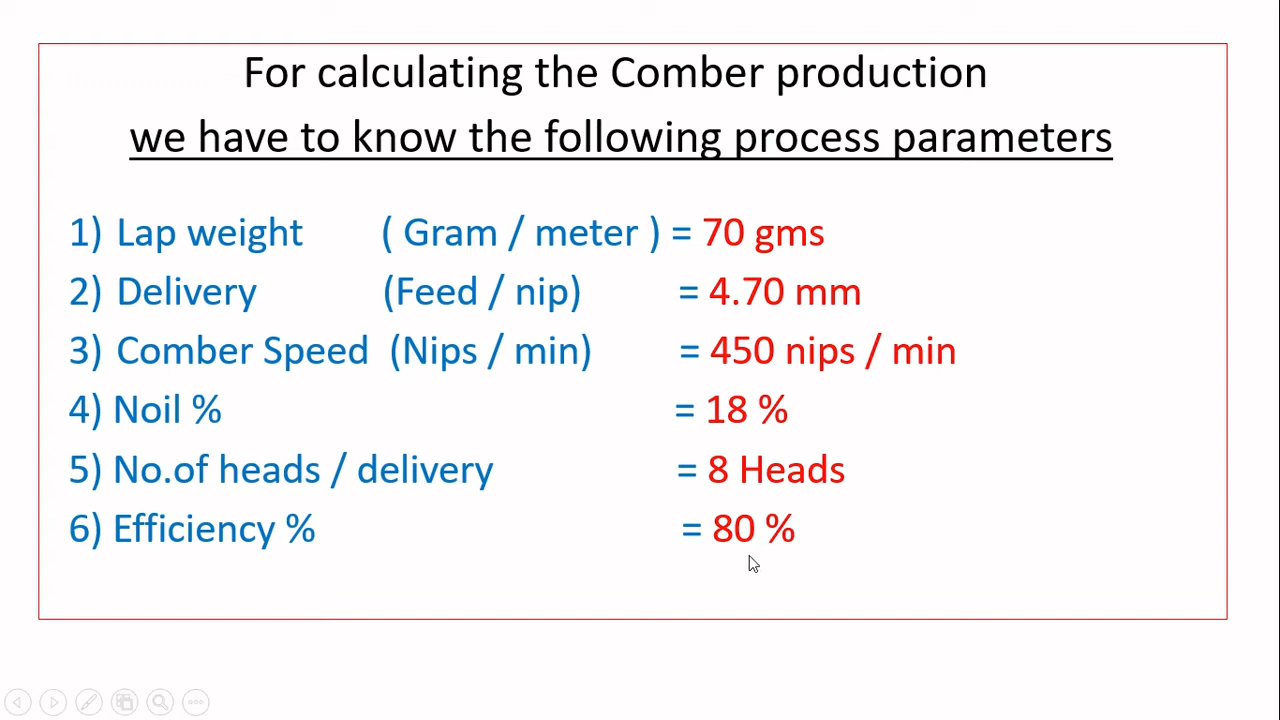 For calculating the Comber production
we have to know the following process parameters
1) Lap weight ( Gram / meter ) = 70 gms
2) Delivery (Feed / nip) = 4.70 mm
3) Comber Speed (Nips / min) = 450 nips / min
4) Noil % = 18 %
5) No.of heads / delivery = 8 Heads
6) Efficiency % = 80 %